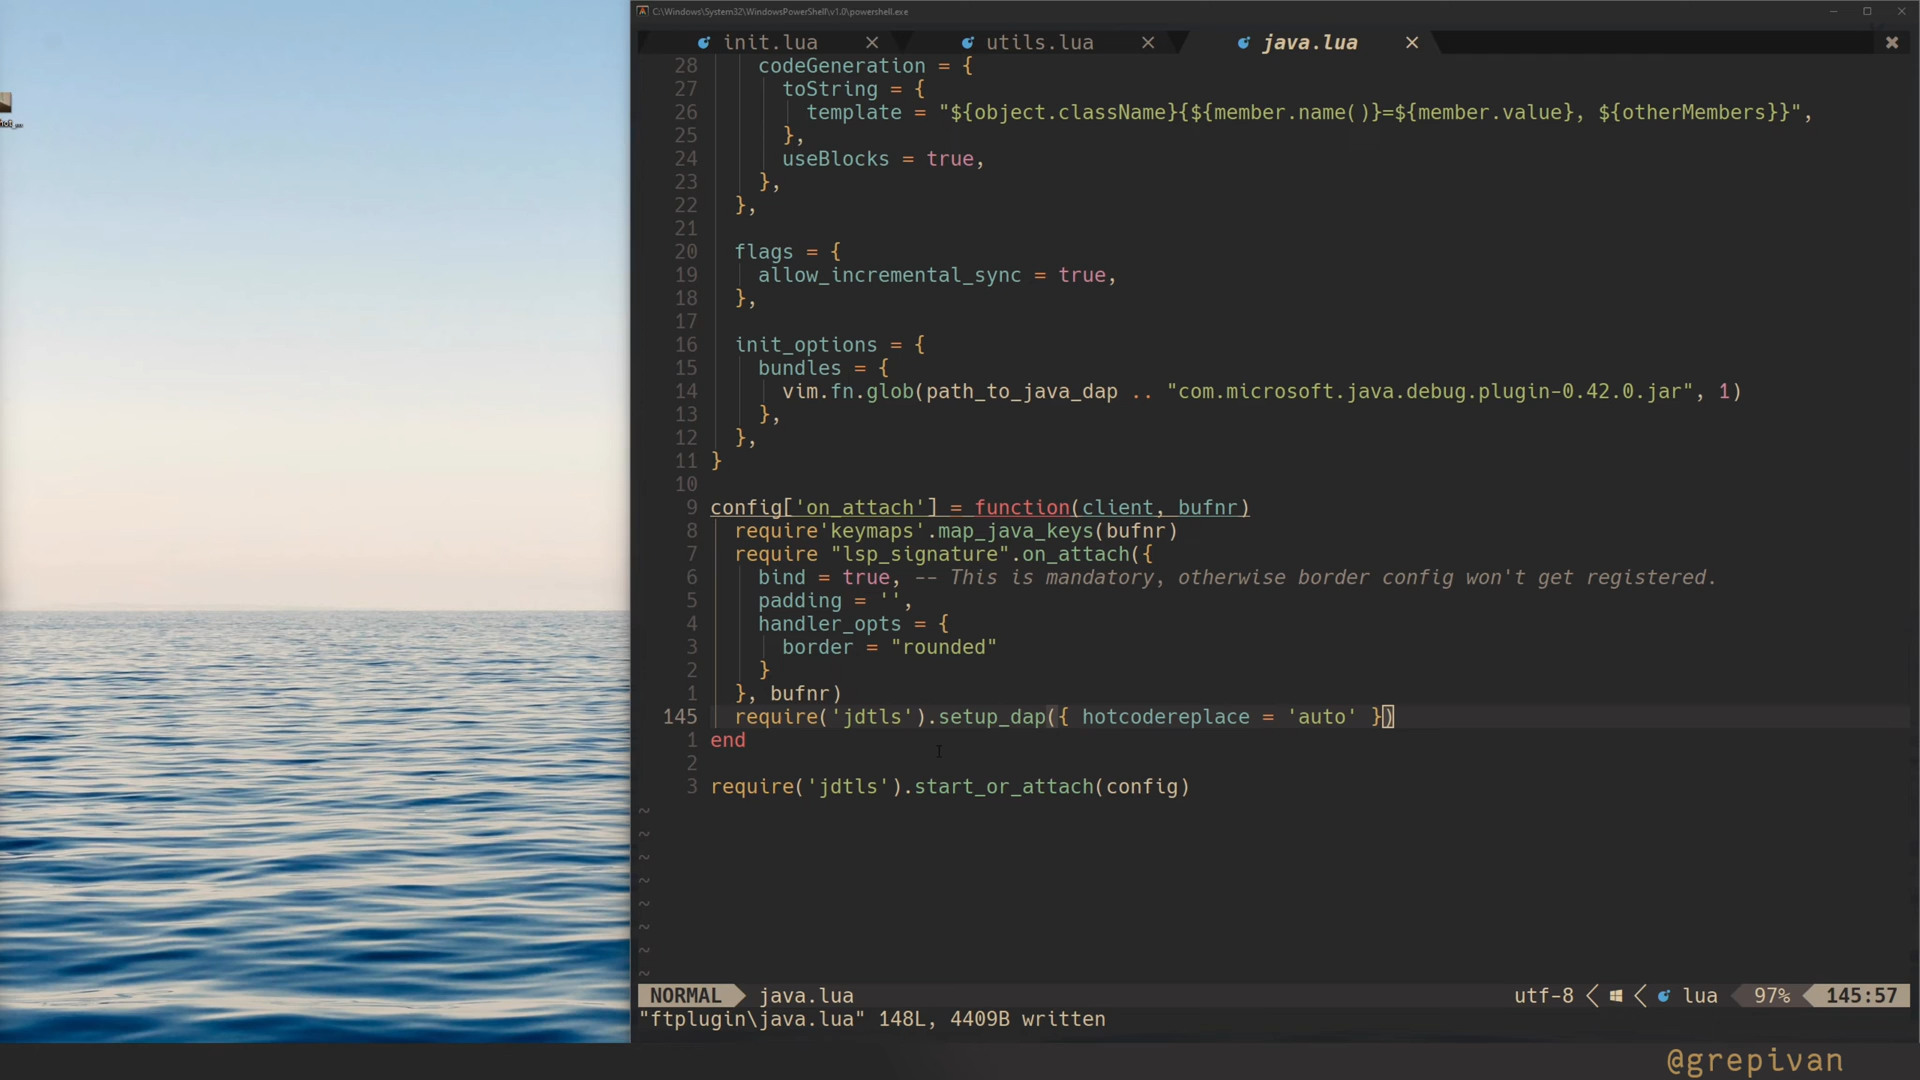 C:\Windows\System32\WindowsPowerShell\v1.0\powershell.exe
init.lua
utils.lua
java.lua
28 codeGeneration = {
27 toString = {
26 template = "${object.className}{${member.name()}=${member.value}, ${otherMembers}}",
25 },
24 useBlocks = true,
23 },
22 },
21
20 flags = {
19 allow_incremental_sync = true,
18 },
17
16 init_options = {
15 bundles = {
14 vim.fn.glob(path_to_java_dap .. "com.microsoft.java.debug.plugin-0.42.0.jar", 1)
13 },
12 },
11 }
10
9 config['on_attach'] = function(client, bufnr)
8 require'keymaps'.map_java_keys(bufnr)
7 require "lsp_signature".on_attach({
6 bind = true, -- This is mandatory, otherwise border config won't get registered.
5 padding = '',
4 handler_opts = {
3 border = "rounded"
2 }
1 }, bufnr)
145 require('jdtls').setup_dap({ hotcodereplace = 'auto' })
1 end
2
3 require('jdtls').start_or_attach(config)
~
~
~
~
~
~
~
~
NORMAL java.lua utf-8 lua 97% 145:57
"ftplugin\java.lua" 148L, 4409B written
@grepivan